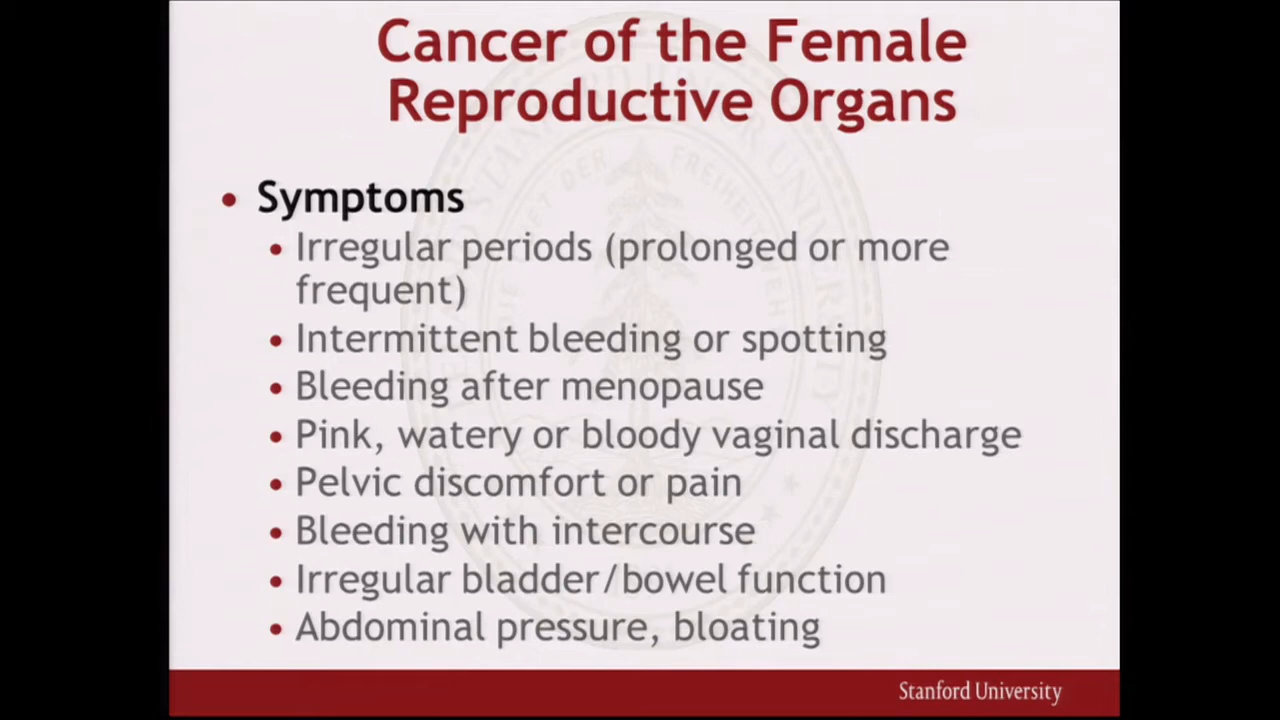 Cancer of the Female
Reproductive Organs
• Symptoms
• Irregular periods (prolonged or more
frequent)
• Intermittent bleeding or spotting
• Bleeding after menopause
• Pink, watery or bloody vaginal discharge
• Pelvic discomfort or pain
• Bleeding with intercourse
• Irregular bladder/bowel function
• Abdominal pressure, bloating
Stanford University